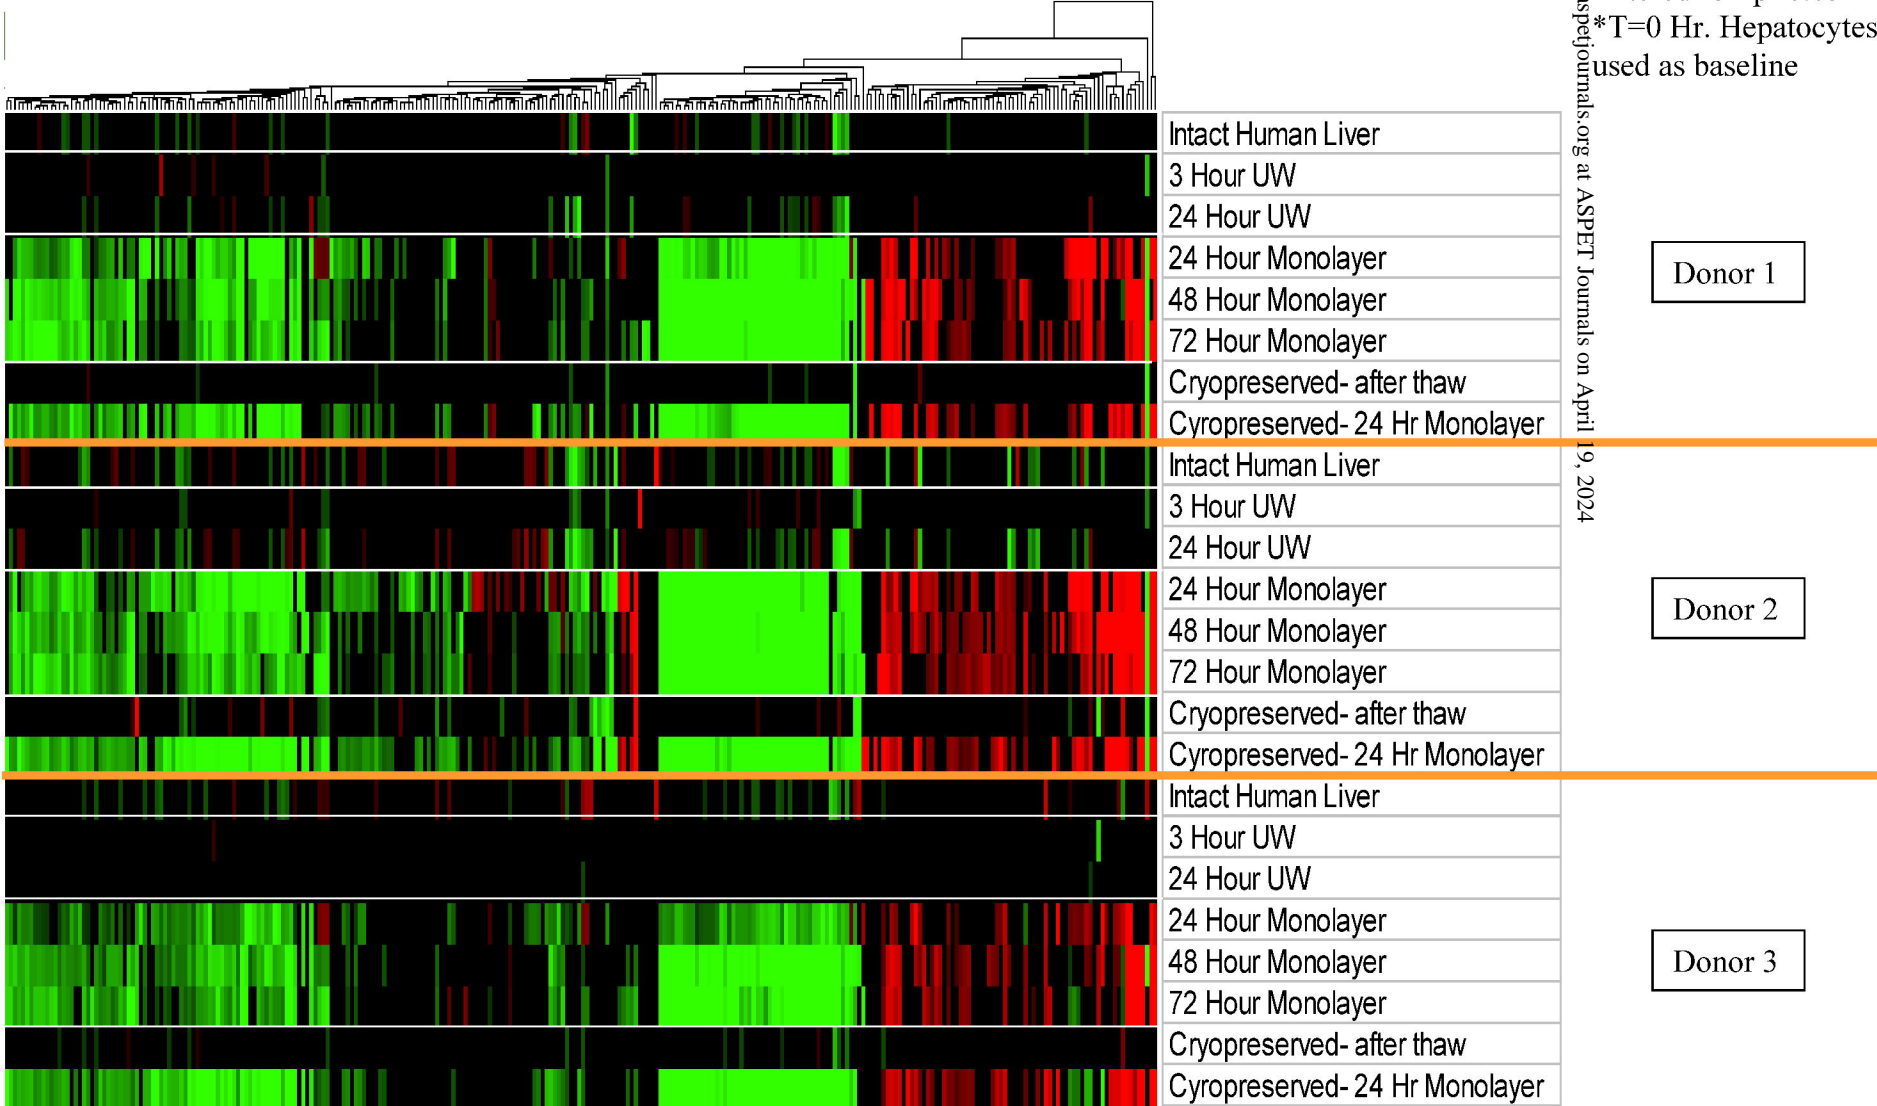 *T=0 Hr. Hepatocytes
used as baseline
aspetjournals.org at ASPET Journals on April 19, 2024
Intact Human Liver
3 Hour UW
24 Hour UW
24 Hour Monolayer
48 Hour Monolayer
72 Hour Monolayer
Cryopreserved- after thaw
Cyropreserved- 24 Hr Monolayer
Donor 1
Intact Human Liver
3 Hour UW
24 Hour UW
24 Hour Monolayer
48 Hour Monolayer
72 Hour Monolayer
Cryopreserved- after thaw
Cyropreserved- 24 Hr Monolayer
Donor 2
Intact Human Liver
3 Hour UW
24 Hour UW
24 Hour Monolayer
48 Hour Monolayer
72 Hour Monolayer
Cryopreserved- after thaw
Cyropreserved- 24 Hr Monolayer
Donor 3